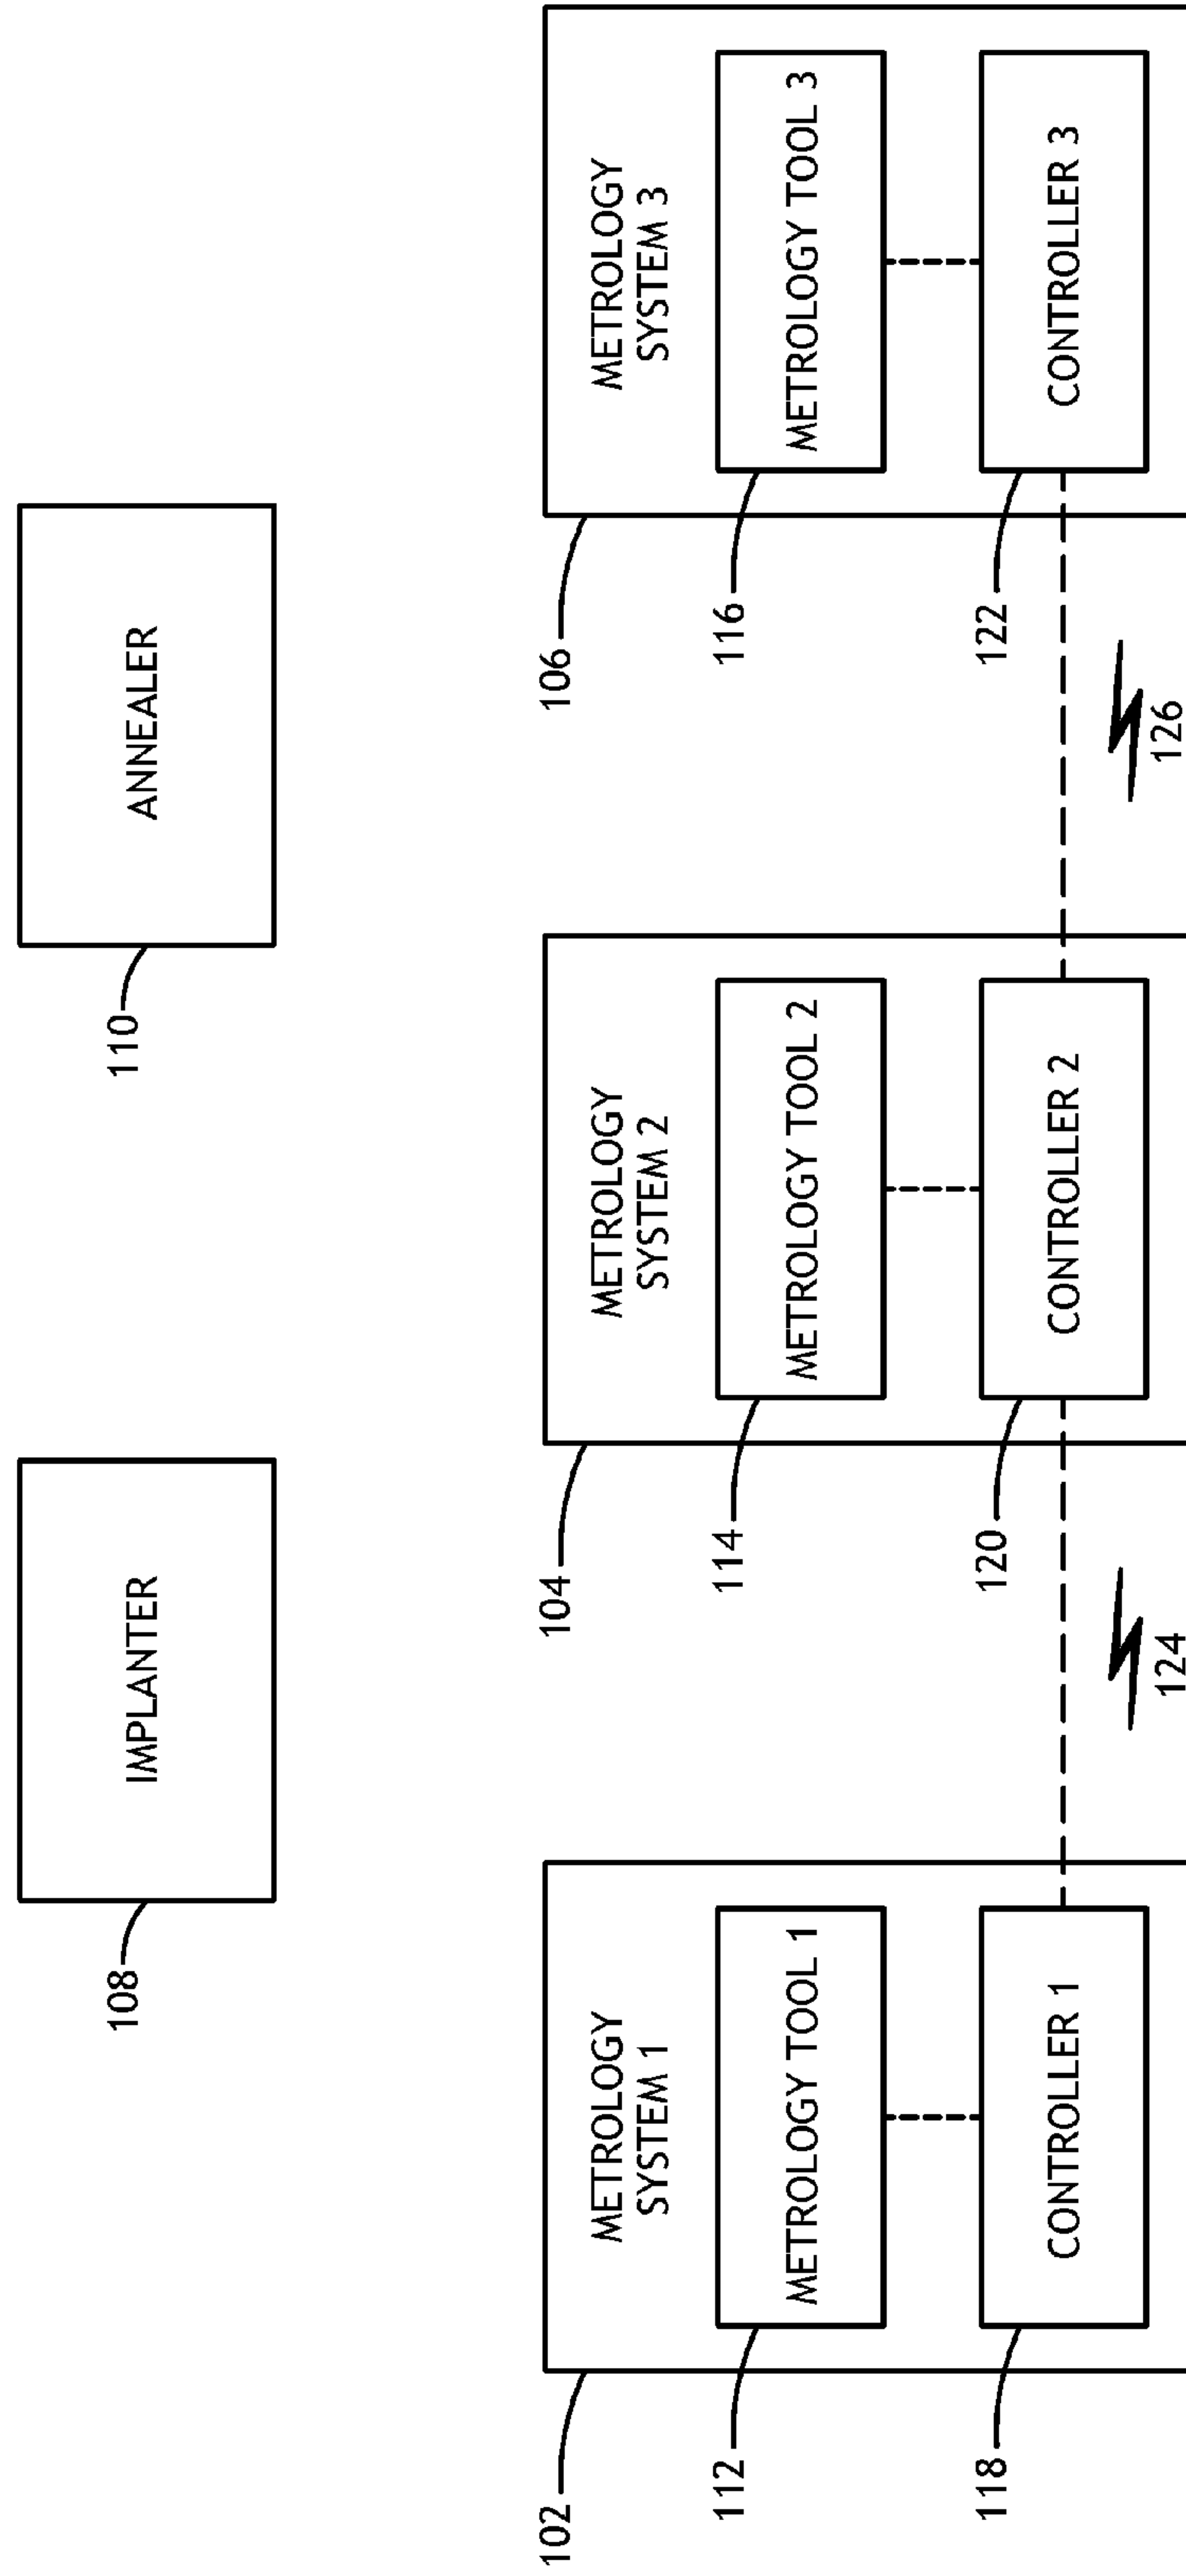 IMPLANTER
108
ANNEALER
110
METROLOGY
SYSTEM 1
102
METROLOGY TOOL 1
112
CONTROLLER 1
118
METROLOGY
SYSTEM 2
104
METROLOGY TOOL 2
114
CONTROLLER 2
120
METROLOGY
SYSTEM 3
106
METROLOGY TOOL 3
116
CONTROLLER 3
122
124
126